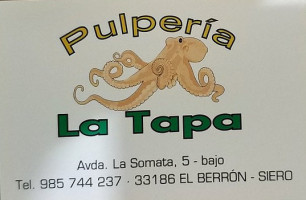 Pulpería
La Tapa
Avda. La Somata, 5 - bajo
Tel. 985 744 237 · 33186 EL BERRÓN - SIERO